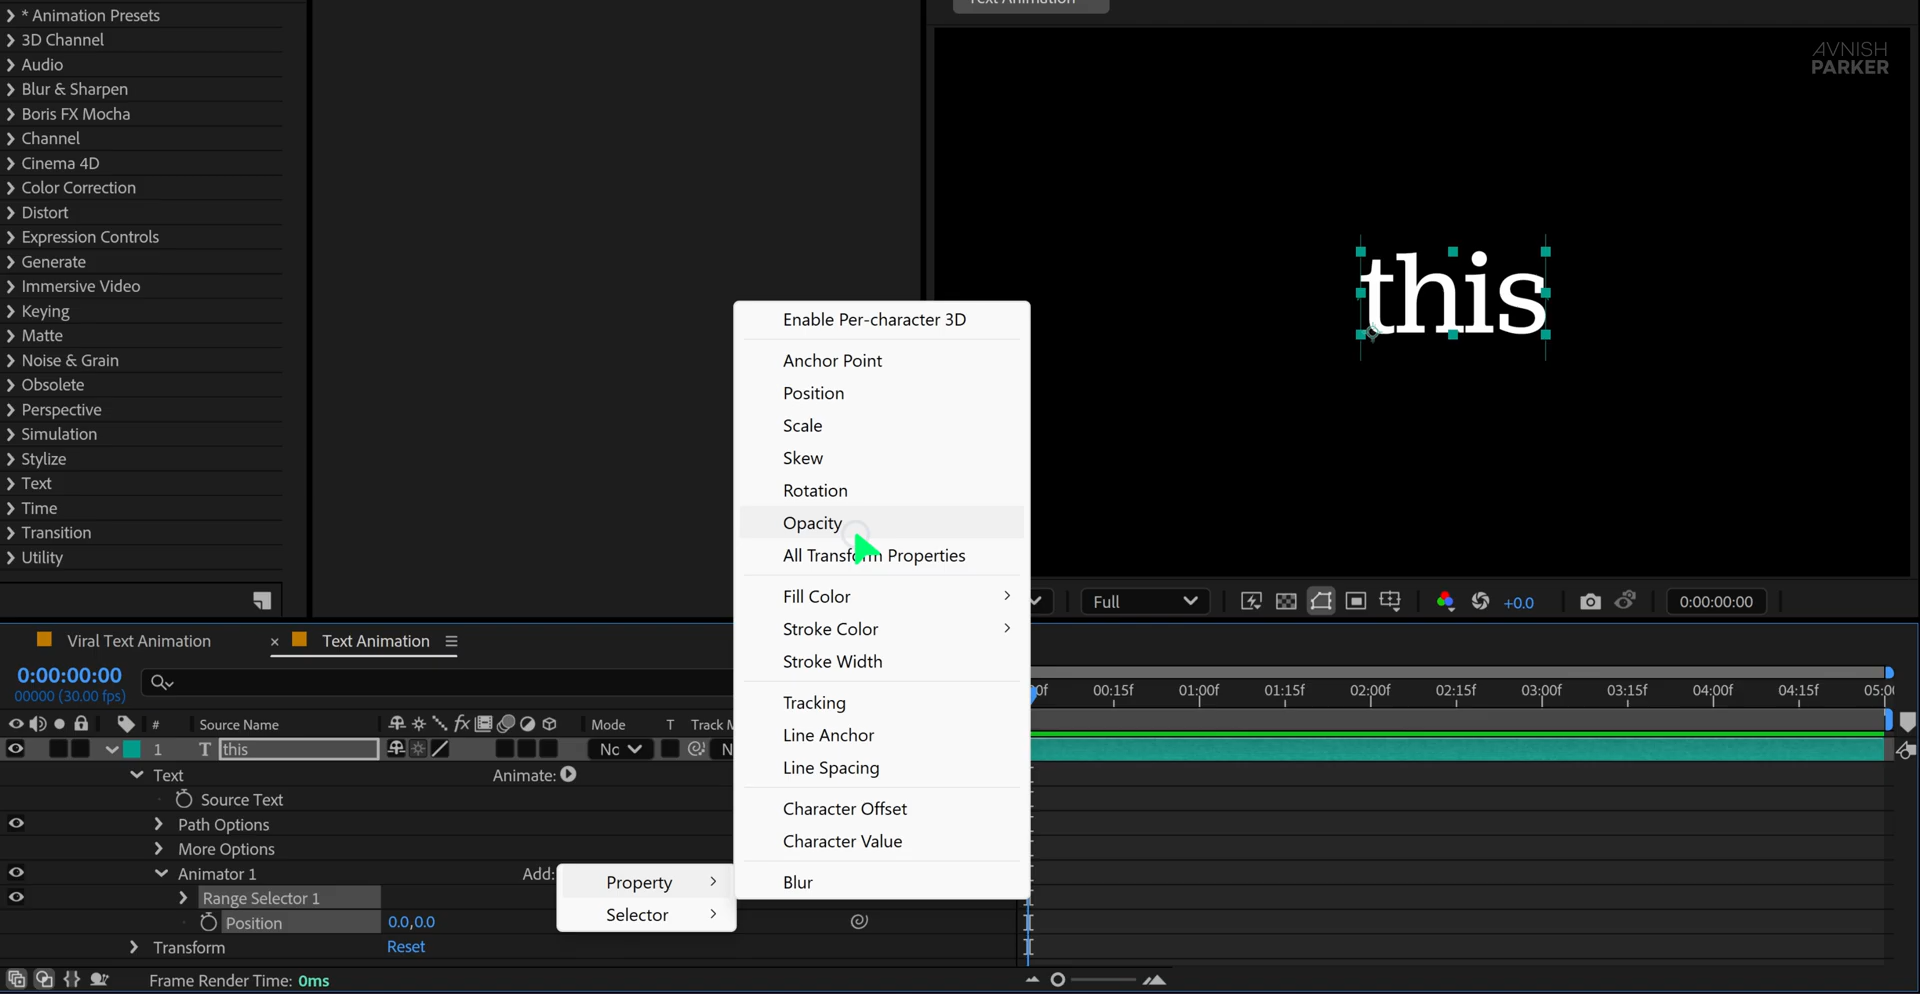 * Animation Presets
3D Channel
Audio
Blur & Sharpen
Boris FX Mocha
Channel
Cinema 4D
Color Correction
Distort
Expression Controls
Generate
Immersive Video
Keying
Matte
Noise & Grain
Obsolete
Perspective
Simulation
Stylize
Text
Time
Transition
Utility
Text Animation
AVNISH
PARKER
this
Full
+0.0
0:00:00:00
Enable Per-character 3D
Anchor Point
Position
Scale
Skew
Rotation
Opacity
All Transform Properties
Fill Color
Stroke Color
Stroke Width
Tracking
Line Anchor
Line Spacing
Character Offset
Character Value
Blur
Property
Selector
Viral Text Animation
Text Animation
0:00:00:00
00000 (30.00 fps)
# Source Name fx Mode T Track M
1 T this
Text Animate:
Source Text
Path Options
More Options
Animator 1 Add:
Range Selector 1
Position 0.0,0.0
Transform Reset
Frame Render Time: 0ms
00:15f 01:00f 01:15f 02:00f 02:15f 03:00f 03:15f 04:00f 04:15f